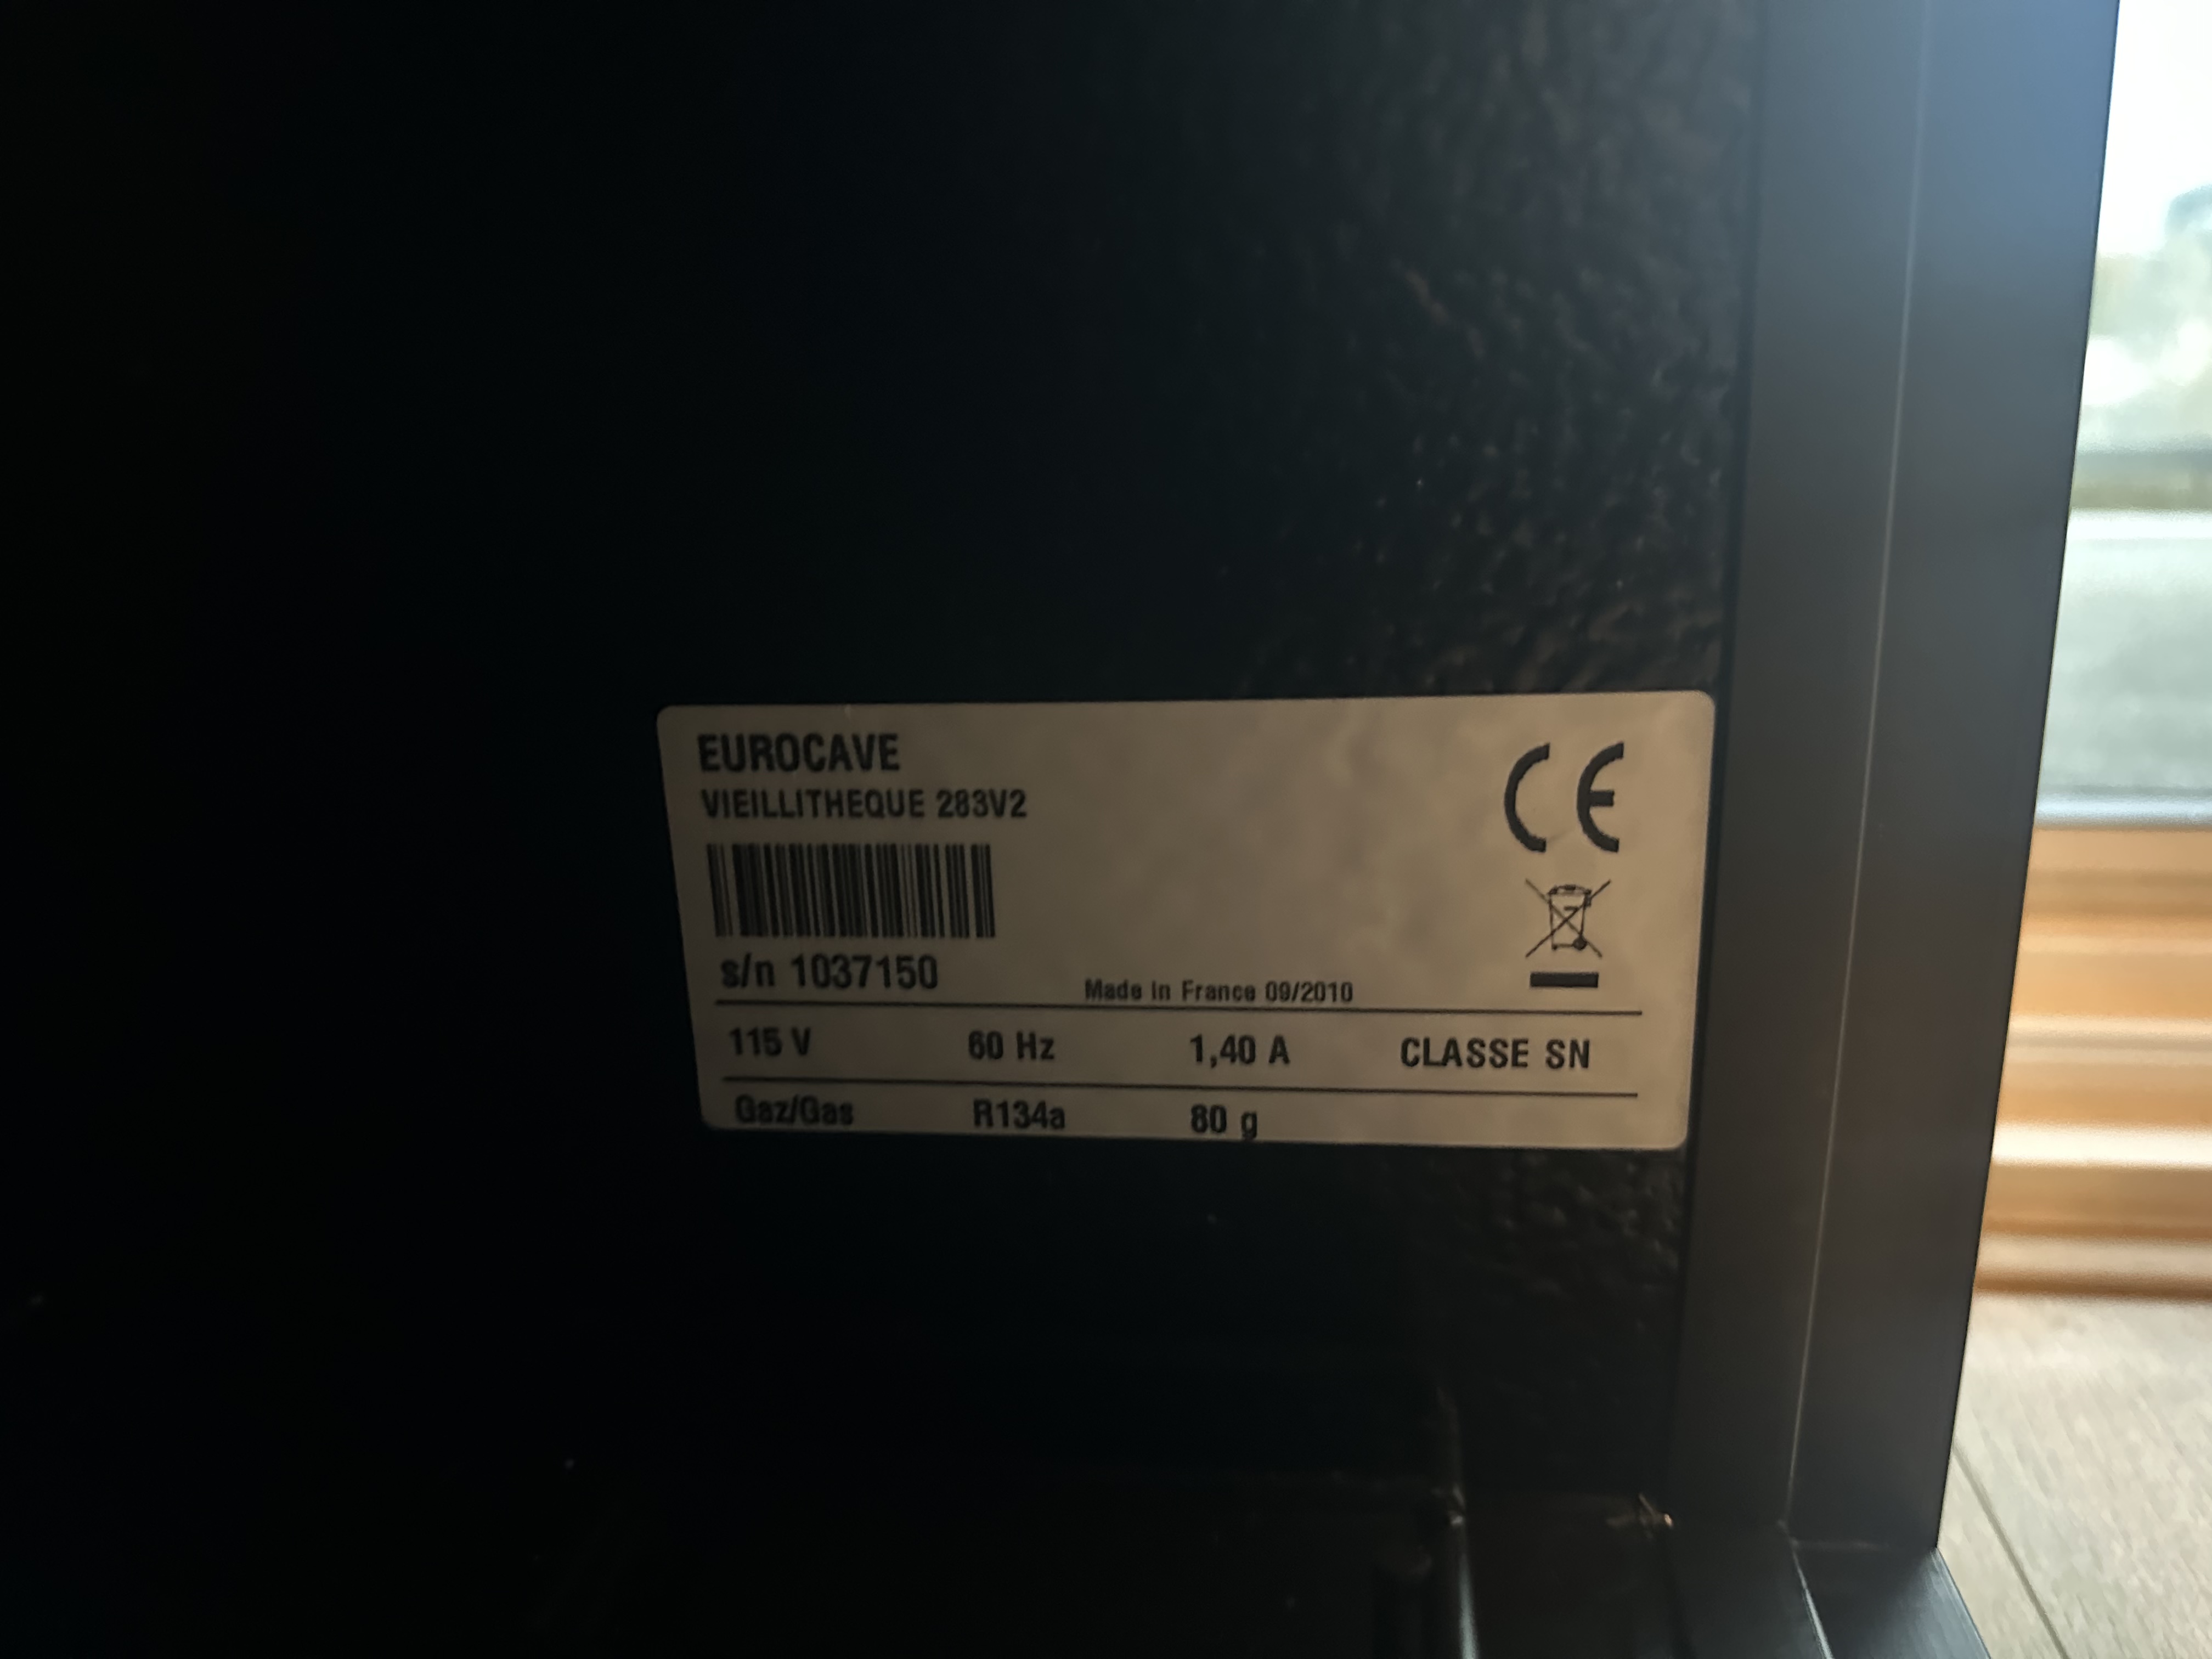 EUROCAVE
VIEILLITHEQUE 283V2
s/n 1037150
Made in France 09/2010
115 V 60 Hz 1,40 A CLASSE SN
Gaz/Gas R134a 80 g
CE